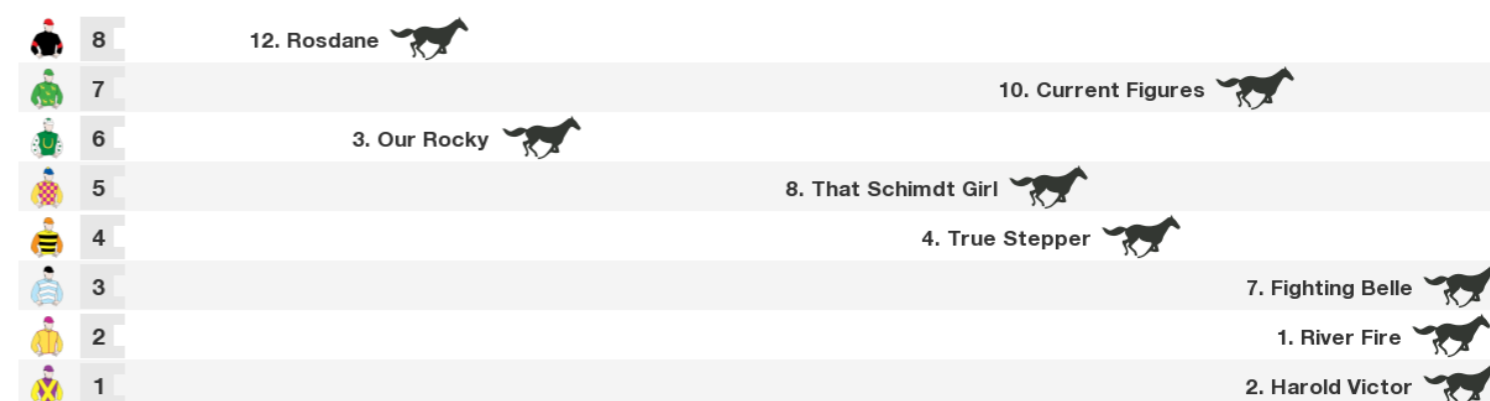 8 12. Rosdane
7 10. Current Figures
6 3. Our Rocky
5 8. That Schimdt Girl
4 4. True Stepper
3 7. Fighting Belle
2 1. River Fire
1 2. Harold Victor